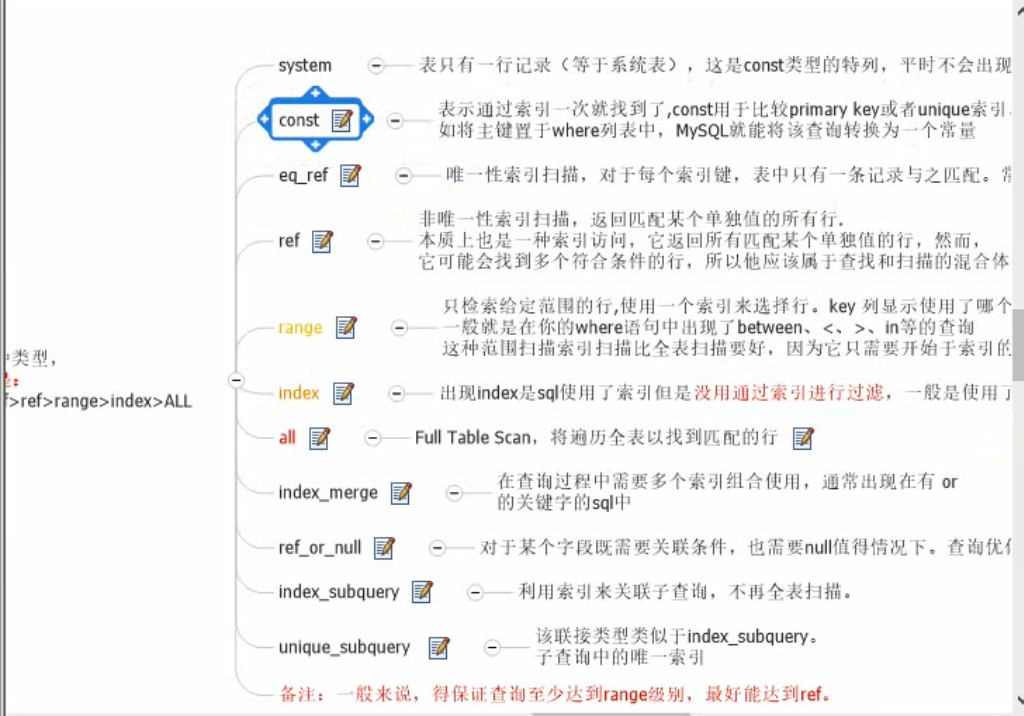 system
表只有一行记录（等于系统表），这是const类型的特列，平时不会出现
const
表示通过索引一次就找到了,const用于比较primary key或者unique索引
如将主键置于where列表中，MySQL就能将该查询转换为一个常量
eq_ref
唯一性索引扫描，对于每个索引键，表中只有一条记录与之匹配。常
ref
非唯一性索引扫描，返回匹配某个单独值的所有行.
本质上也是一种索引访问，它返回所有匹配某个单独值的行，然而，
它可能会找到多个符合条件的行，所以他应该属于查找和扫描的混合体
range
只检索给定范围的行,使用一个索引来选择行。key 列显示使用了哪个
一般就是在你的where语句中出现了between、<、>、in等的查询
这种范围扫描索引扫描比全表扫描要好，因为它只需要开始于索引的
类型，
>ref>range>index>ALL
index
出现index是sql使用了索引但是没用通过索引进行过滤，一般是使用了
all
Full Table Scan，将遍历全表以找到匹配的行
index_merge
在查询过程中需要多个索引组合使用，通常出现在有 or
的关键字的sql中
ref_or_null
对于某个字段既需要关联条件，也需要null值得情况下。查询优化
index_subquery
利用索引来关联子查询，不再全表扫描。
unique_subquery
该联接类型类似于index_subquery。
子查询中的唯一索引
备注：一般来说，得保证查询至少达到range级别，最好能达到ref。